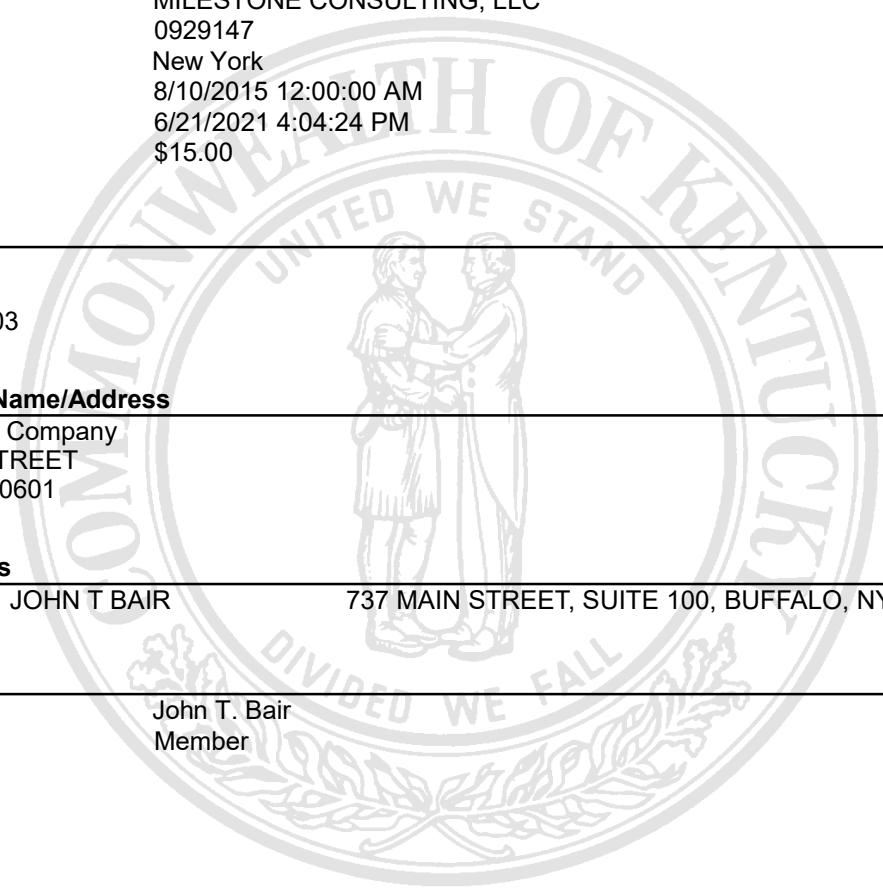 MILESTONE CONSULTING, LLC
0929147
New York
8/10/2015 12:00:00 AM
6/21/2021 4:04:24 PM
$15.00
COMMONWEALTH OF KENTUCKY
UNITED WE STAND
03
Name/Address
Company
TREET
0601
s
JOHN T BAIR 737 MAIN STREET, SUITE 100, BUFFALO, NY
DIVIDED WE FALL
John T. Bair
Member